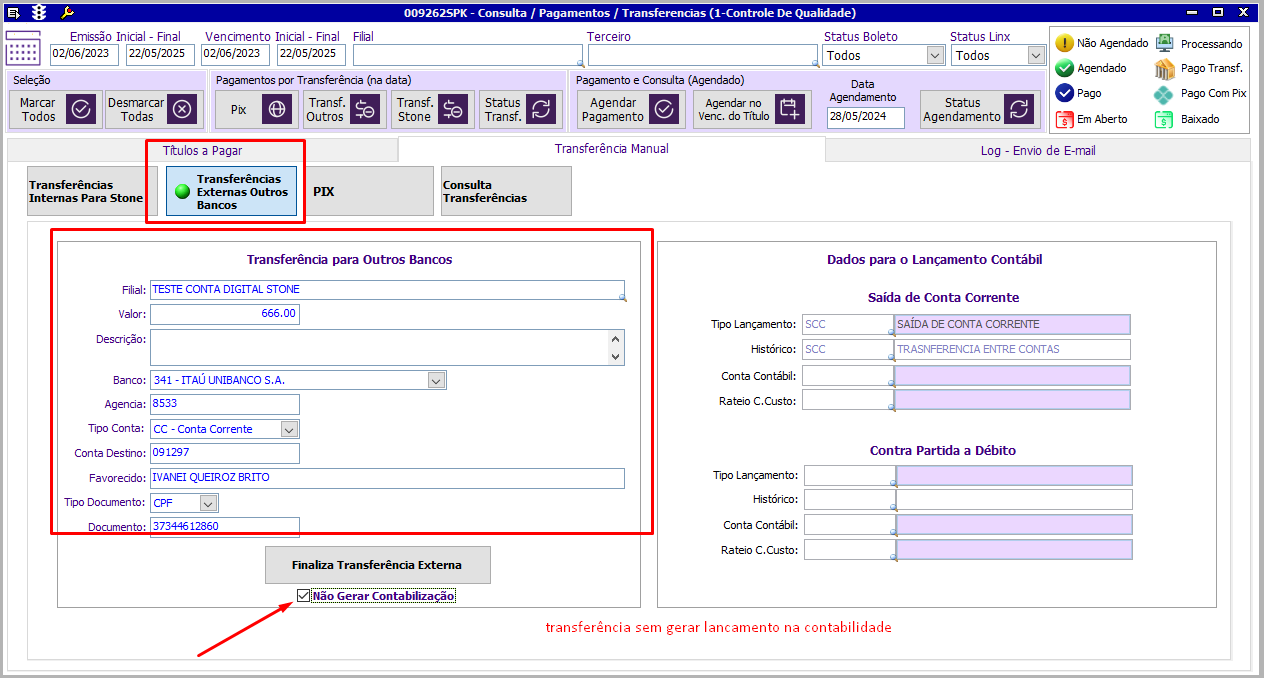 009262SPK - Consulta / Pagamentos / Transferencias (1-Controle De Qualidade)
Emissão Inicial - Final
Vencimento Inicial - Final
Filial
Terceiro
Status Boleto
Status Linx
02/06/2023
22/05/2025
02/06/2023
22/05/2025
Todos
Todos
Não Agendado
Processando
Agendado
Pago Transf.
Pago
Pago Com Pix
Em Aberto
Baixado
Seleção
Pagamentos por Transferência (na data)
Pagamento e Consulta (Agendado)
Marcar Todos
Desmarcar Todas
Pix
Transf. Outros
Transf. Stone
Status Transf.
Agendar Pagamento
Agendar no Venc. do Título
Data Agendamento
28/05/2024
Status Agendamento
Títulos a Pagar
Transferência Manual
Log - Envio de E-mail
Transferências Internas Para Stone
Transferências Externas Outros Bancos
PIX
Consulta Transferências
Transferência para Outros Bancos
Filial: TESTE CONTA DIGITAL STONE
Valor: 666.00
Descrição:
Banco: 341 - ITAÚ UNIBANCO S.A.
Agencia: 8533
Tipo Conta: CC - Conta Corrente
Conta Destino: 091297
Favorecido: IVANEI QUEIROZ BRITO
Tipo Documento: CPF
Documento: 37344612860
Finaliza Transferência Externa
Não Gerar Contabilização
Dados para o Lançamento Contábil
Saída de Conta Corrente
Tipo Lançamento: SCC SAÍDA DE CONTA CORRENTE
Histórico: SCC TRASNFERENCIA ENTRE CONTAS
Conta Contábil:
Rateio C.Custo:
Contra Partida a Débito
Tipo Lançamento:
Histórico:
Conta Contábil:
Rateio C.Custo:
transferência sem gerar lancamento na contabilidade